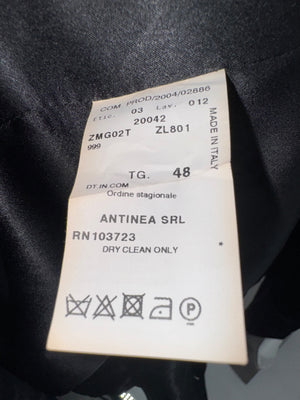 COM. PROD/2004/02886
Etic. 03 Lav. 012
20042
ZMG02T ZL801
999
MADE IN ITALY
TG. 48
DT.IN.COM
Ordine stagionale
ANTINEA SRL
RN103723
DRY CLEAN ONLY
P